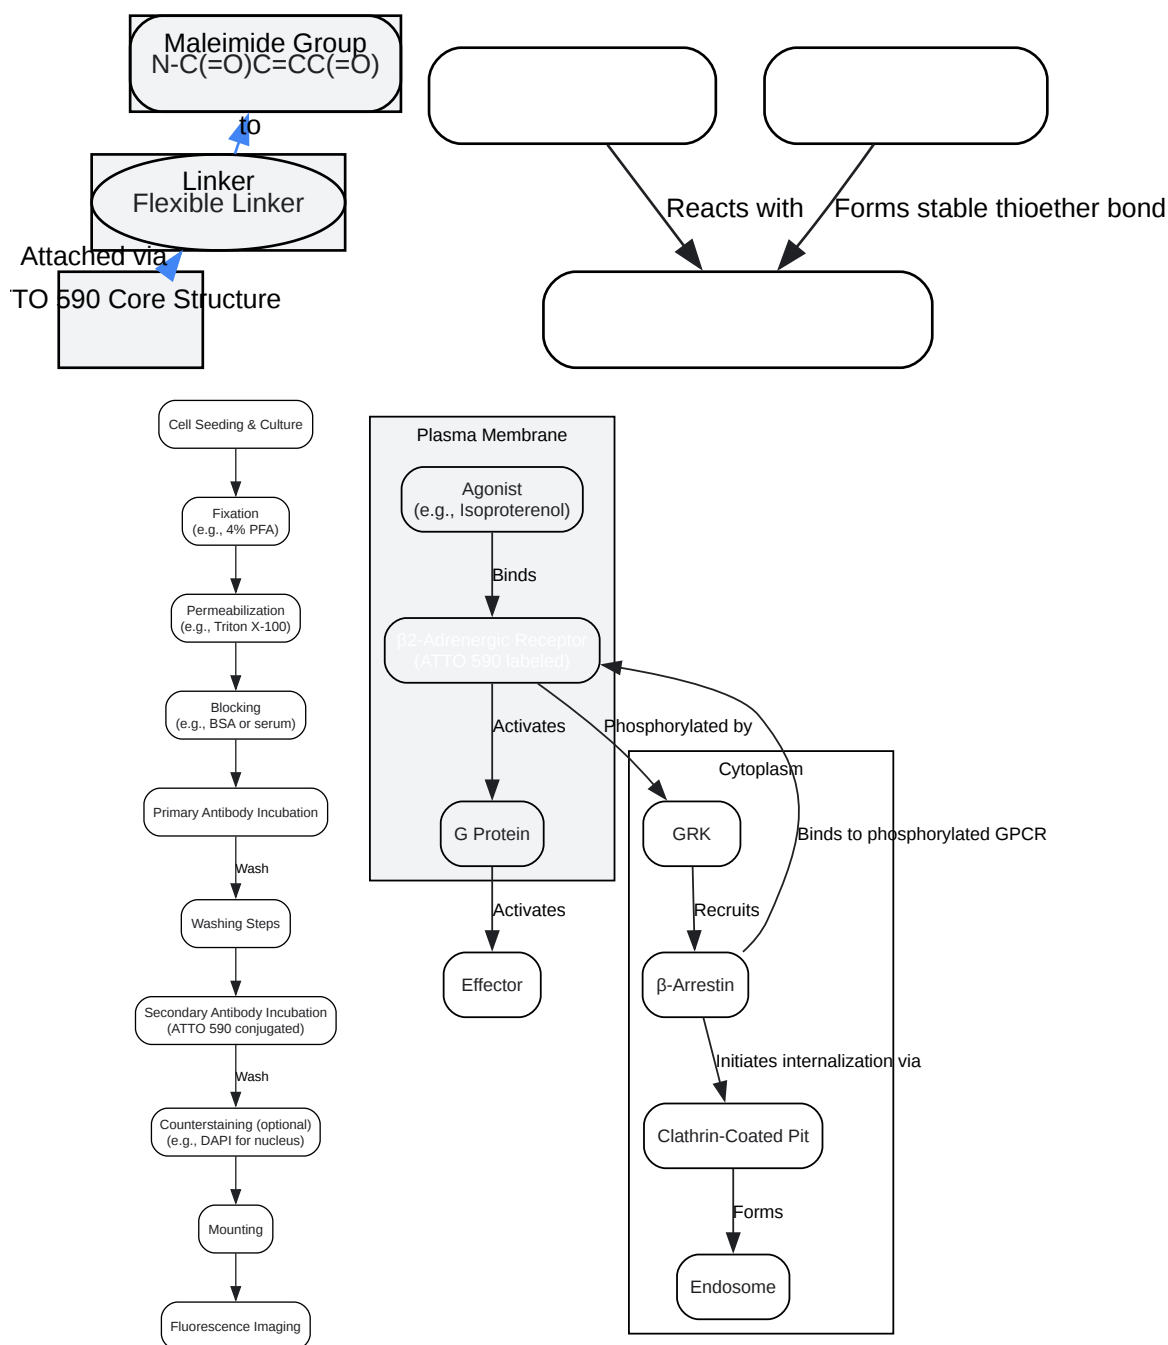 Maleimide Group
N-C(=O)C=CC(=O)
to
Linker
Flexible Linker
Attached via
TO 590 Core Structure
Reacts with
Forms stable thioether bond
Cell Seeding & Culture
Fixation
(e.g., 4% PFA)
Permeabilization
(e.g., Triton X-100)
Blocking
(e.g., BSA or serum)
Primary Antibody Incubation
Wash
Washing Steps
Secondary Antibody Incubation
(ATTO 590 conjugated)
Wash
Counterstaining (optional)
(e.g., DAPI for nucleus)
Mounting
Fluorescence Imaging
Plasma Membrane
Agonist
(e.g., Isoproterenol)
Binds
β2-Adrenergic Receptor
(ATTO 590 labeled)
Activates
Phosphorylated by
G Protein
Activates
Effector
Cytoplasm
GRK
Binds to phosphorylated GPCR
Recruits
β-Arrestin
Initiates internalization via
Clathrin-Coated Pit
Forms
Endosome